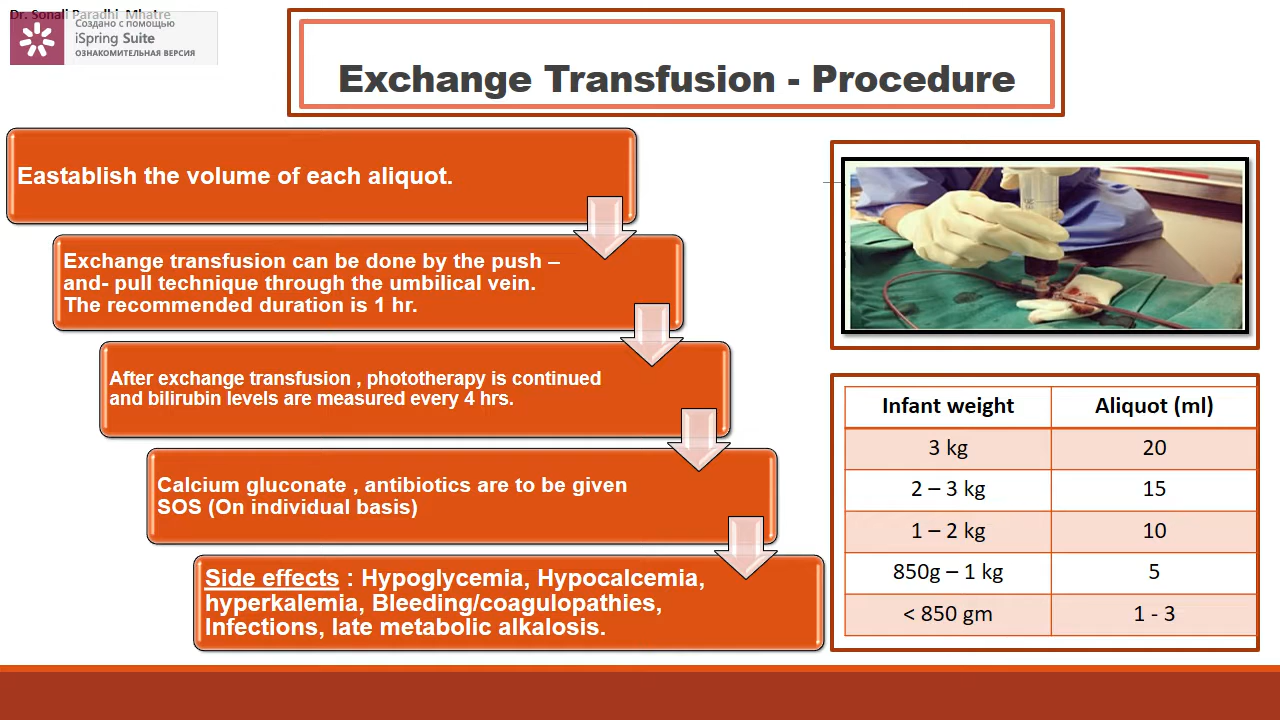 Dr. Sonali Paradhi Mhatre
Создано с помощью
iSpring Suite
ОЗНАКОМИТЕЛЬНАЯ ВЕРСИЯ
Exchange Transfusion - Procedure
Eastablish the volume of each aliquot.
Exchange transfusion can be done by the push –
and- pull technique through the umbilical vein.
The recommended duration is 1 hr.
After exchange transfusion , phototherapy is continued
and bilirubin levels are measured every 4 hrs.
Calcium gluconate , antibiotics are to be given
SOS (On individual basis)
Side effects : Hypoglycemia, Hypocalcemia,
hyperkalemia, Bleeding/coagulopathies,
Infections, late metabolic alkalosis.
Infant weight Aliquot (ml)
3 kg 20
2 – 3 kg 15
1 – 2 kg 10
850g – 1 kg 5
< 850 gm 1 - 3